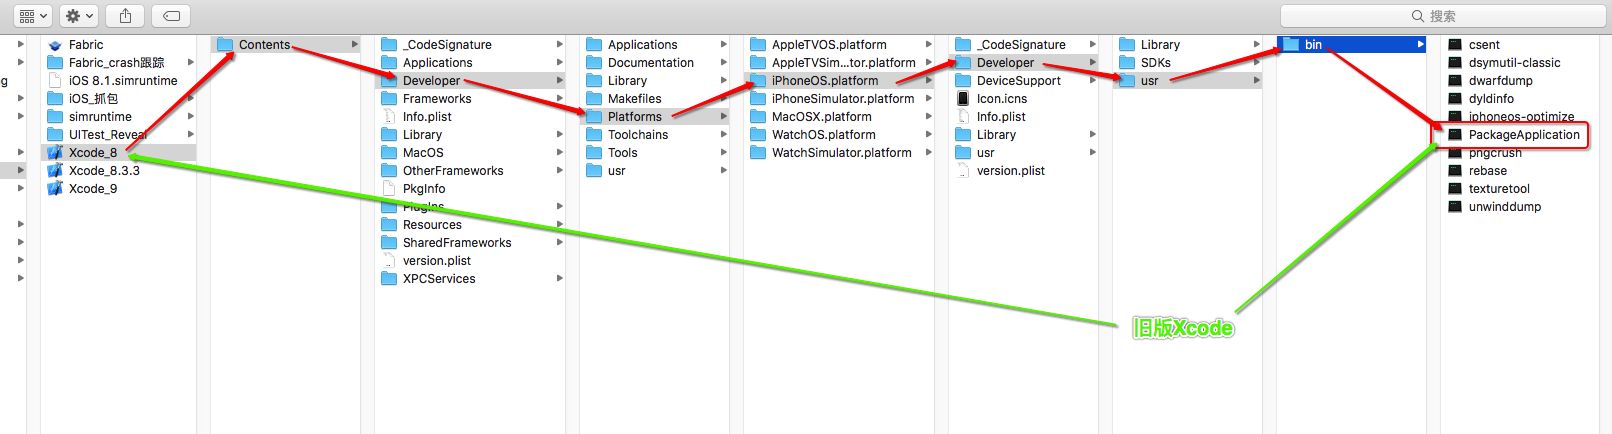 搜索
ng
Fabric
Fabric_crash跟踪
iOS 8.1.simruntime
iOS_抓包
simruntime
UITest_Reveal
Xcode_8
Xcode_8.3.3
Xcode_9
Contents
_CodeSignature
Applications
Developer
Frameworks
Info.plist
Library
MacOS
OtherFrameworks
PkgInfo
PlugIns
Resources
SharedFrameworks
version.plist
XPCServices
Applications
Documentation
Library
Makefiles
Platforms
Toolchains
Tools
usr
AppleTVOS.platform
AppleTVSim...tor.platform
iPhoneOS.platform
iPhoneSimulator.platform
MacOSX.platform
WatchOS.platform
WatchSimulator.platform
_CodeSignature
Developer
DeviceSupport
Icon.icns
Info.plist
Library
usr
version.plist
Library
SDKs
usr
bin
csent
dsymutil-classic
dwarfdump
dyldinfo
iphoneos-optimize
PackageApplication
pngcrush
rebase
texturetool
unwinddump
旧版Xcode